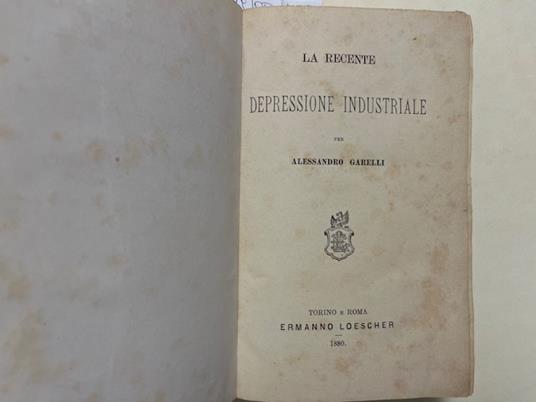 LA RECENTE
DEPRESSIONE INDUSTRIALE
PER
ALESSANDRO GARELLI
TORINO E ROMA
ERMANNO LOESCHER
1880.